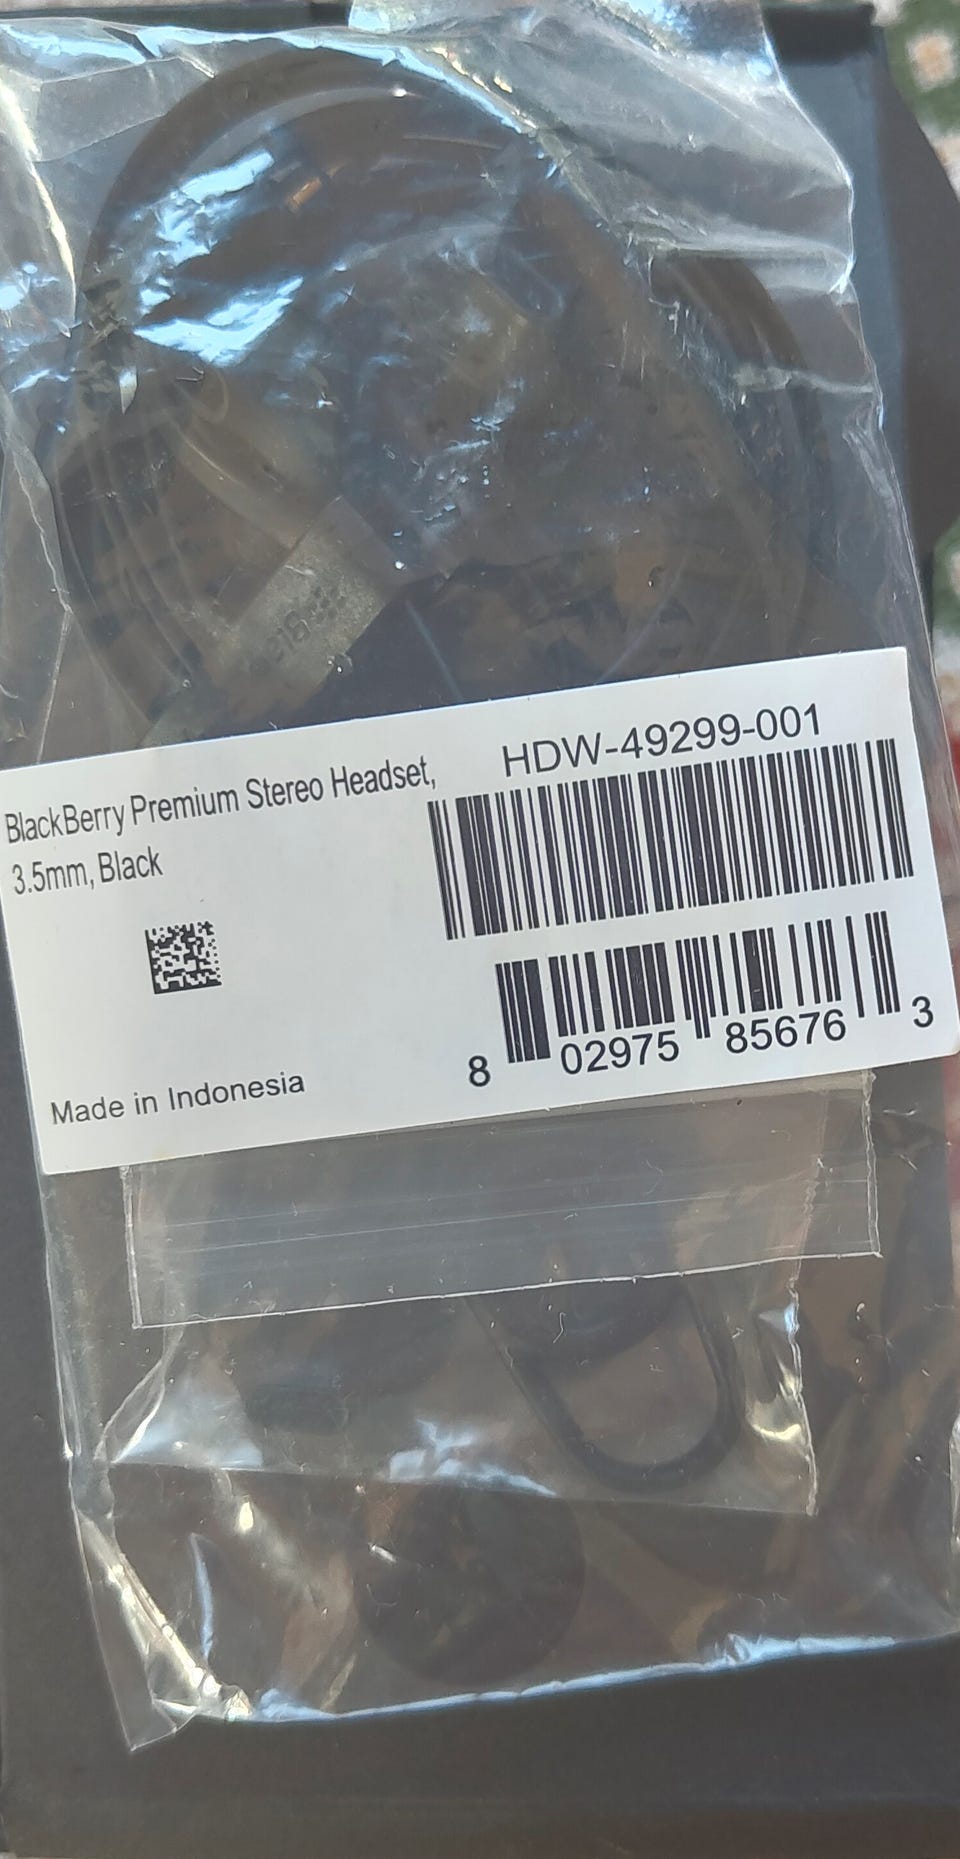 BlackBerry Premium Stereo Headset,
3.5mm, Black
HDW-49299-001
8 02975 85676 3
Made in Indonesia